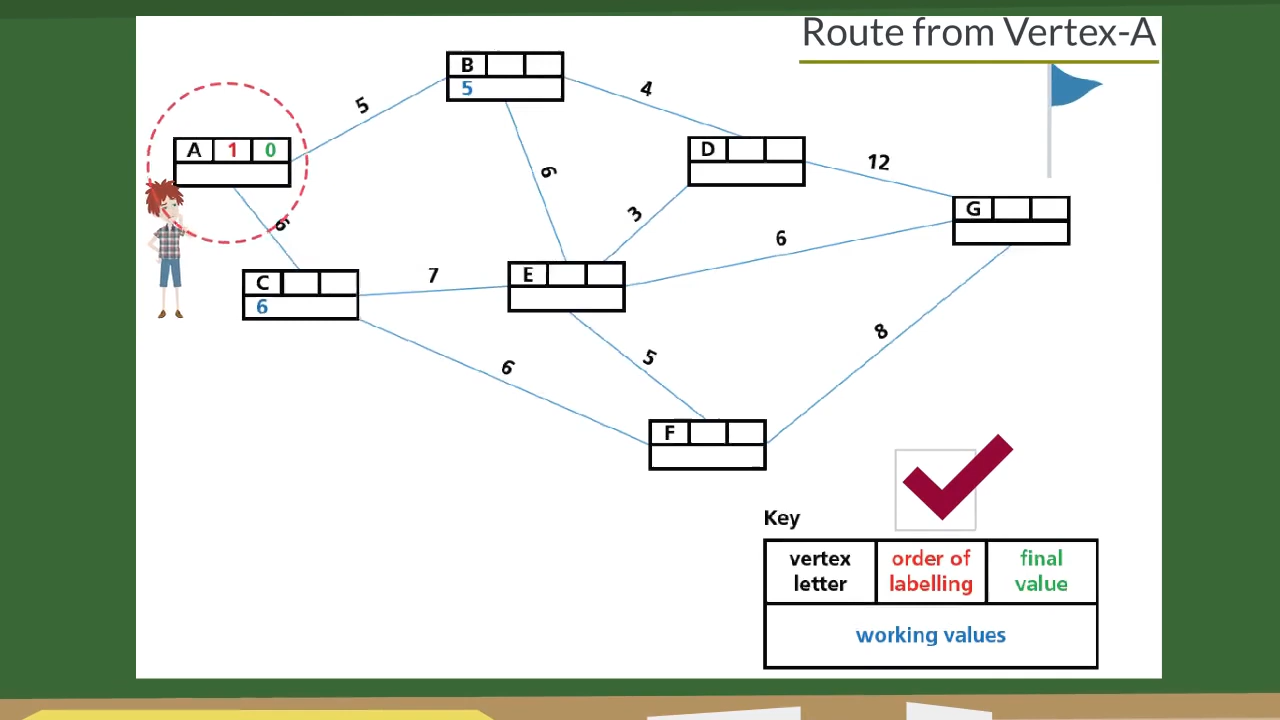 Route from Vertex-A
B
5
5
4
A 1 0
D
12
6
3
G
6
6
C
6
7
E
8
5
6
F
Key
vertex letter
order of labelling
final value
working values